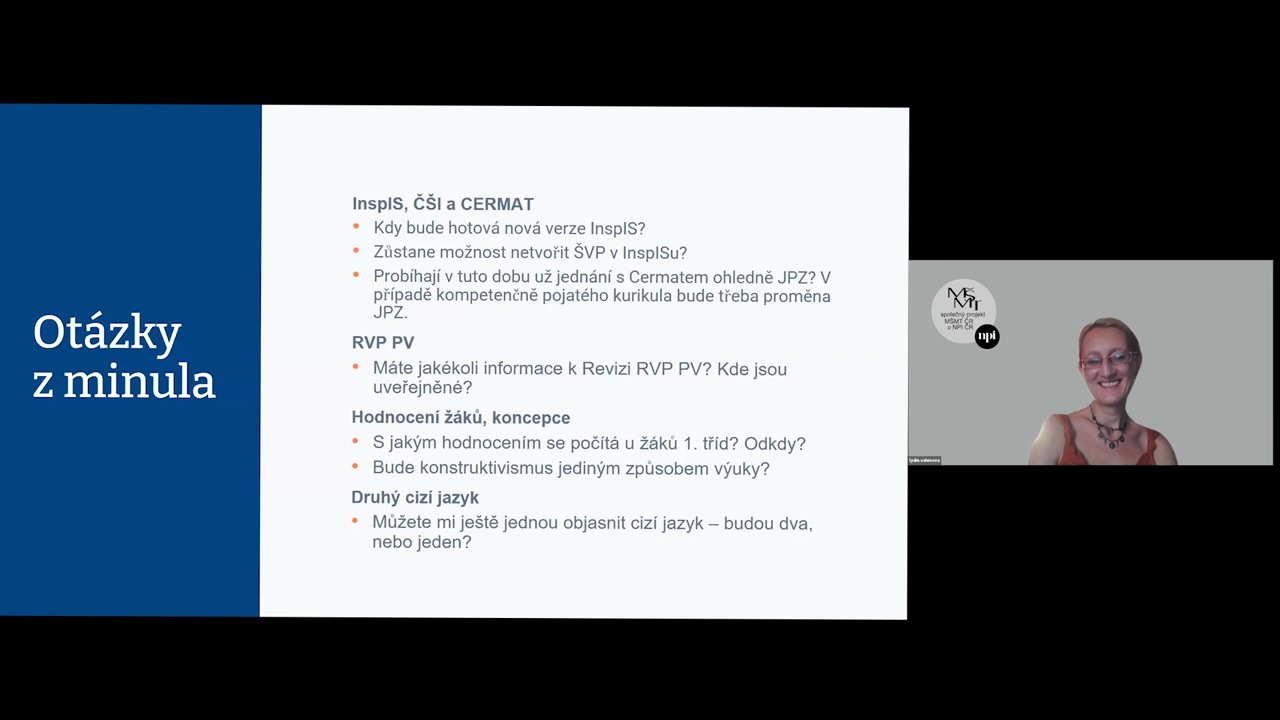 Otázky
z minula
InspIS, ČŠI a CERMAT
• Kdy bude hotová nová verze InspIS?
• Zůstane možnost netvořit ŠVP v InspISu?
• Probíhají v tuto dobu už jednání s Cermatem ohledně JPZ? V
případě kompetenčně pojatého kurikula bude třeba proměna
JPZ.
RVP PV
• Máte jakékoli informace k Revizi RVP PV? Kde jsou
uveřejněné?
Hodnocení žáků, koncepce
• S jakým hodnocením se počítá u žáků 1. tříd? Odkdy?
• Bude konstruktivismus jediným způsobem výuky?
Druhý cizí jazyk
• Můžete mi ještě jednou objasnit cizí jazyk – budou dva,
nebo jeden?
MŠMT
společný projekt
MŠMT ČR
a NPI ČR
npi